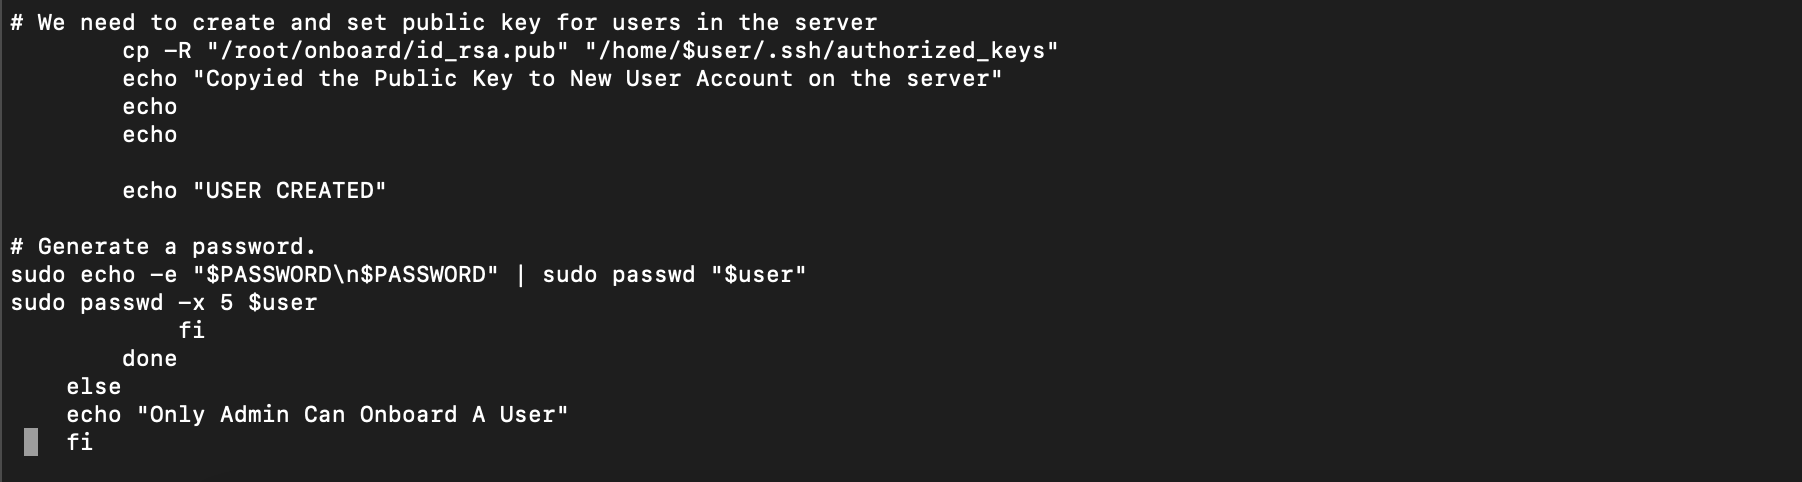 # We need to create and set public key for users in the server
cp -R "/root/onboard/id_rsa.pub" "/home/$user/.ssh/authorized_keys"
echo "Copyied the Public Key to New User Account on the server"
echo
echo
echo "USER CREATED"
# Generate a password.
sudo echo -e "$PASSWORD\n$PASSWORD" | sudo passwd "$user"
sudo passwd -x 5 $user
fi
done
else
echo "Only Admin Can Onboard A User"
fi